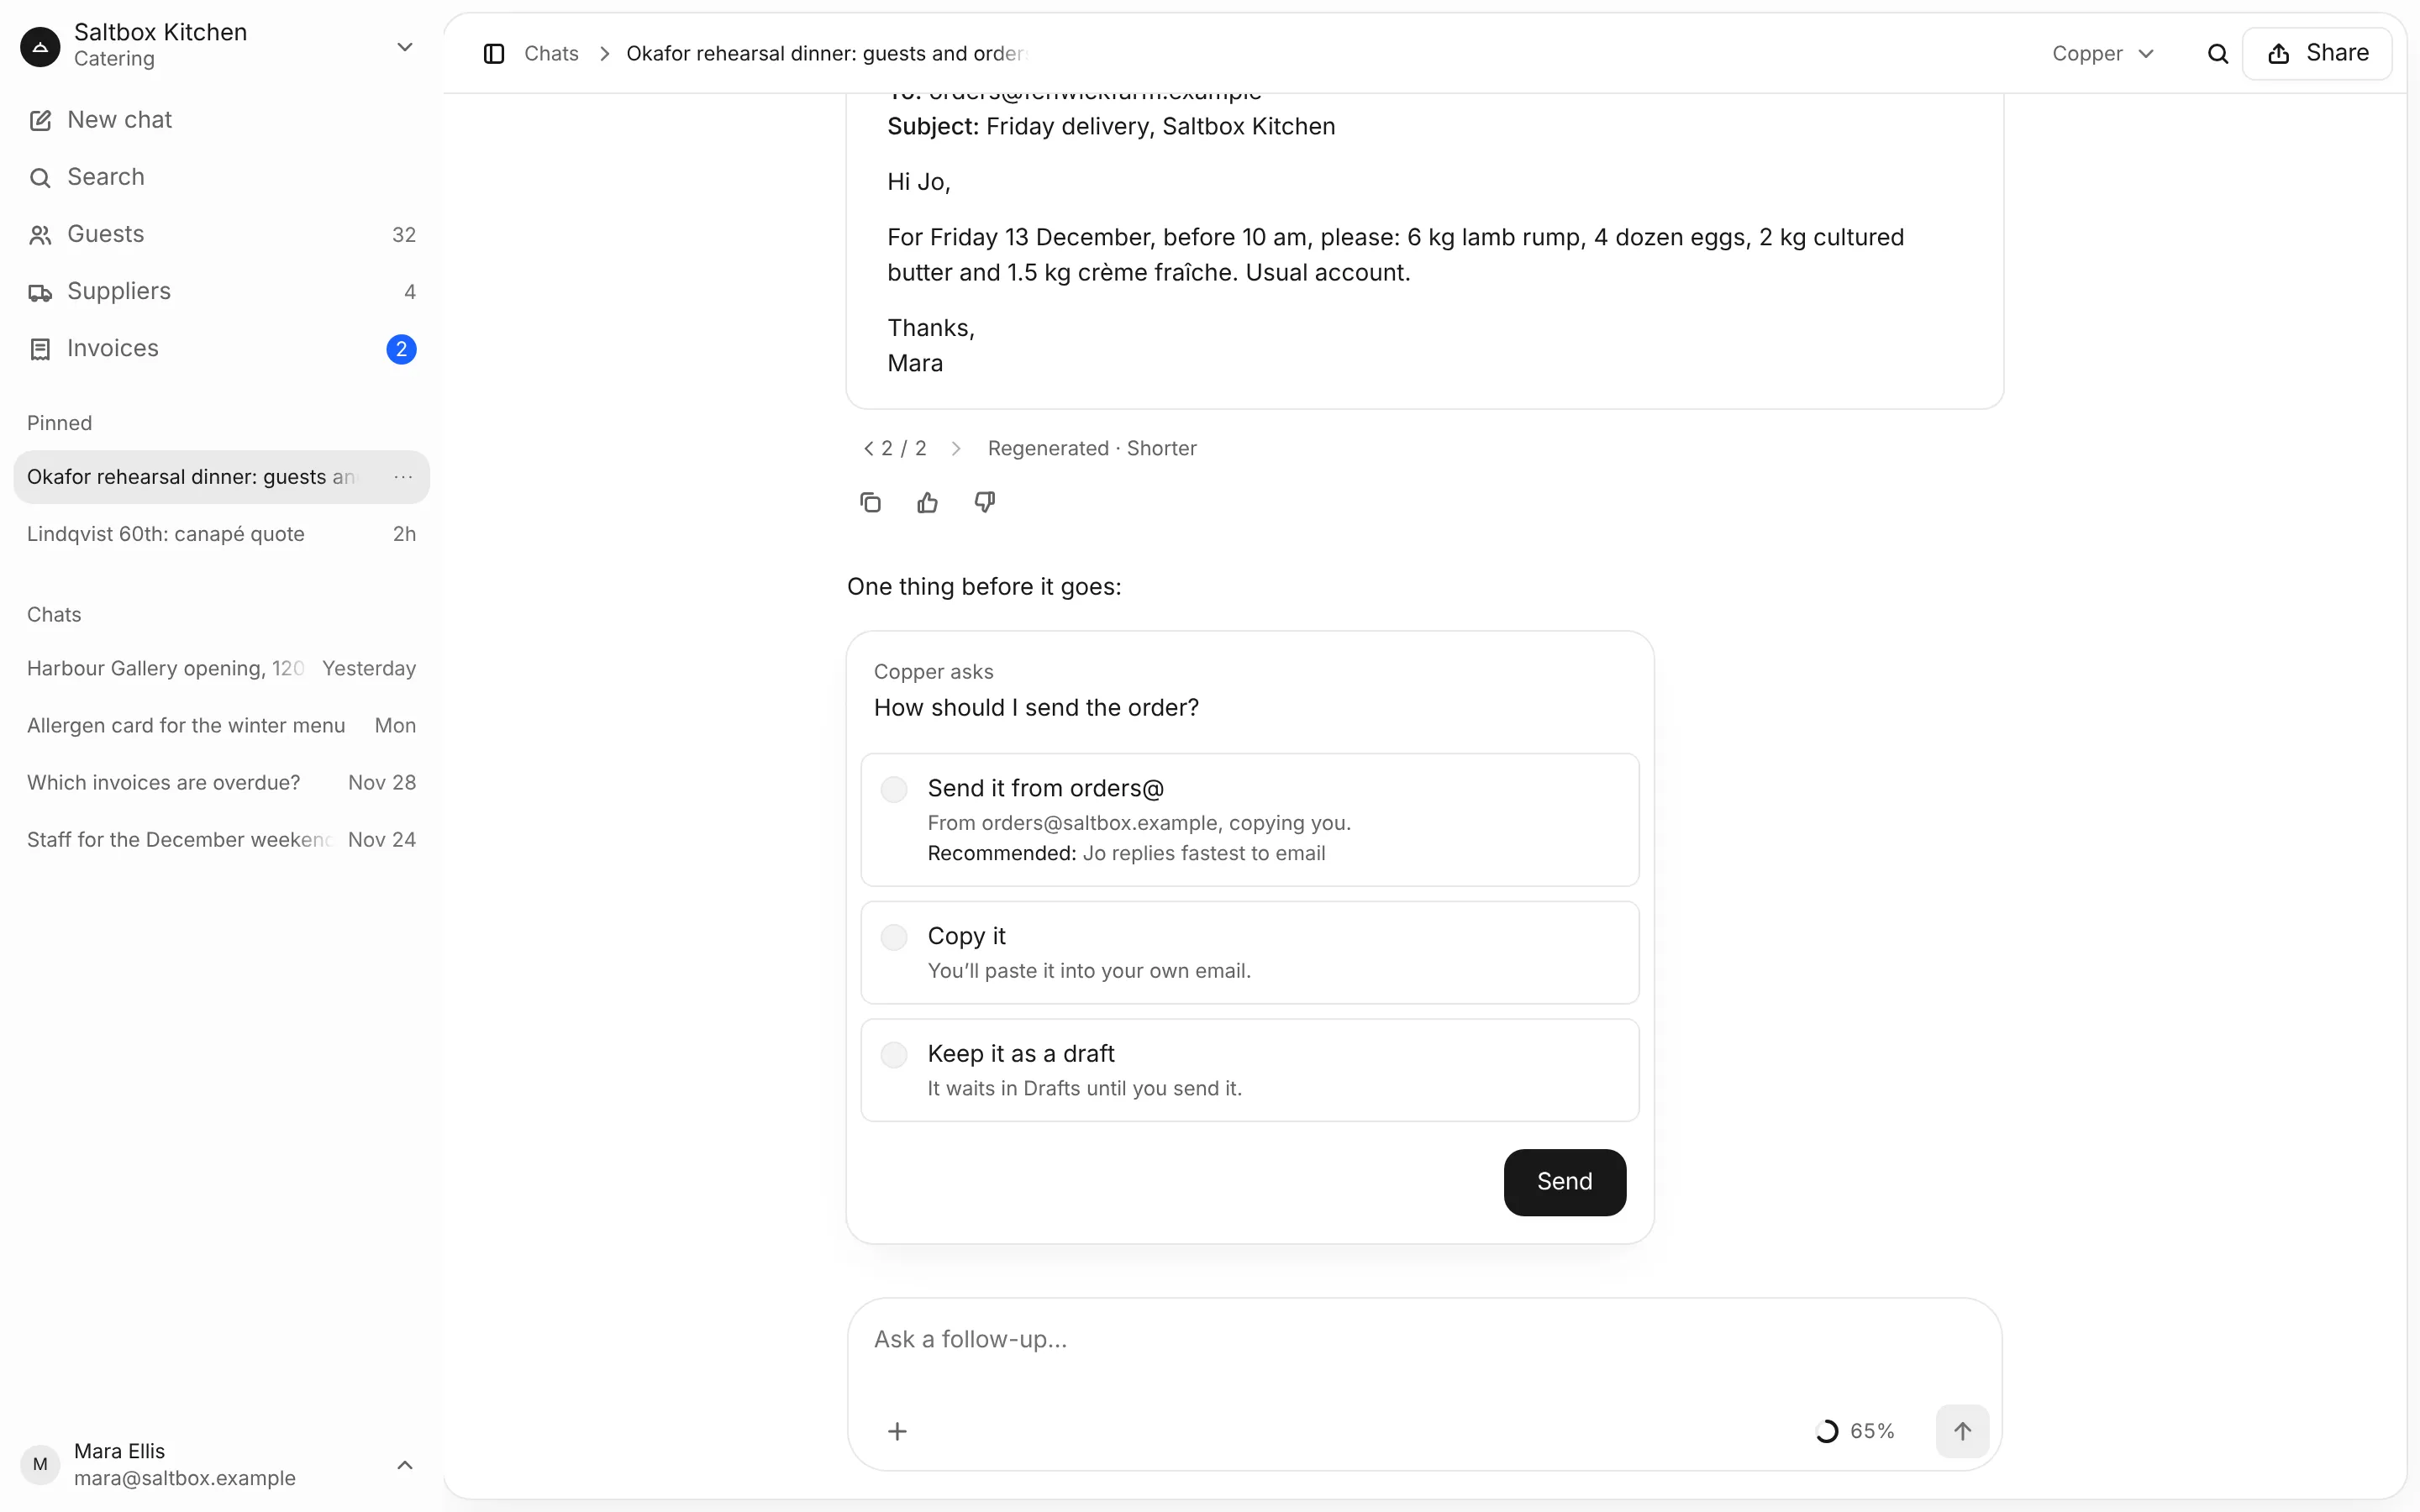 Saltbox Kitchen
Catering
New chat
Search
Guests 32
Suppliers 4
Invoices 2
Pinned
Okafor rehearsal dinner: guests an
Lindqvist 60th: canapé quote 2h
Chats
Harbour Gallery opening, 120 Yesterday
Allergen card for the winter menu Mon
Which invoices are overdue? Nov 28
Staff for the December weekend Nov 24
M
Mara Ellis
mara@saltbox.example
Chats > Okafor rehearsal dinner: guests and orders
Copper
Share
To: orders@fenwickfarm.example
Subject: Friday delivery, Saltbox Kitchen
Hi Jo,
For Friday 13 December, before 10 am, please: 6 kg lamb rump, 4 dozen eggs, 2 kg cultured
butter and 1.5 kg crème fraîche. Usual account.
Thanks,
Mara
2 / 2
Regenerated · Shorter
One thing before it goes:
Copper asks
How should I send the order?
Send it from orders@
From orders@saltbox.example, copying you.
Recommended: Jo replies fastest to email
Copy it
You’ll paste it into your own email.
Keep it as a draft
It waits in Drafts until you send it.
Send
Ask a follow-up...
65%